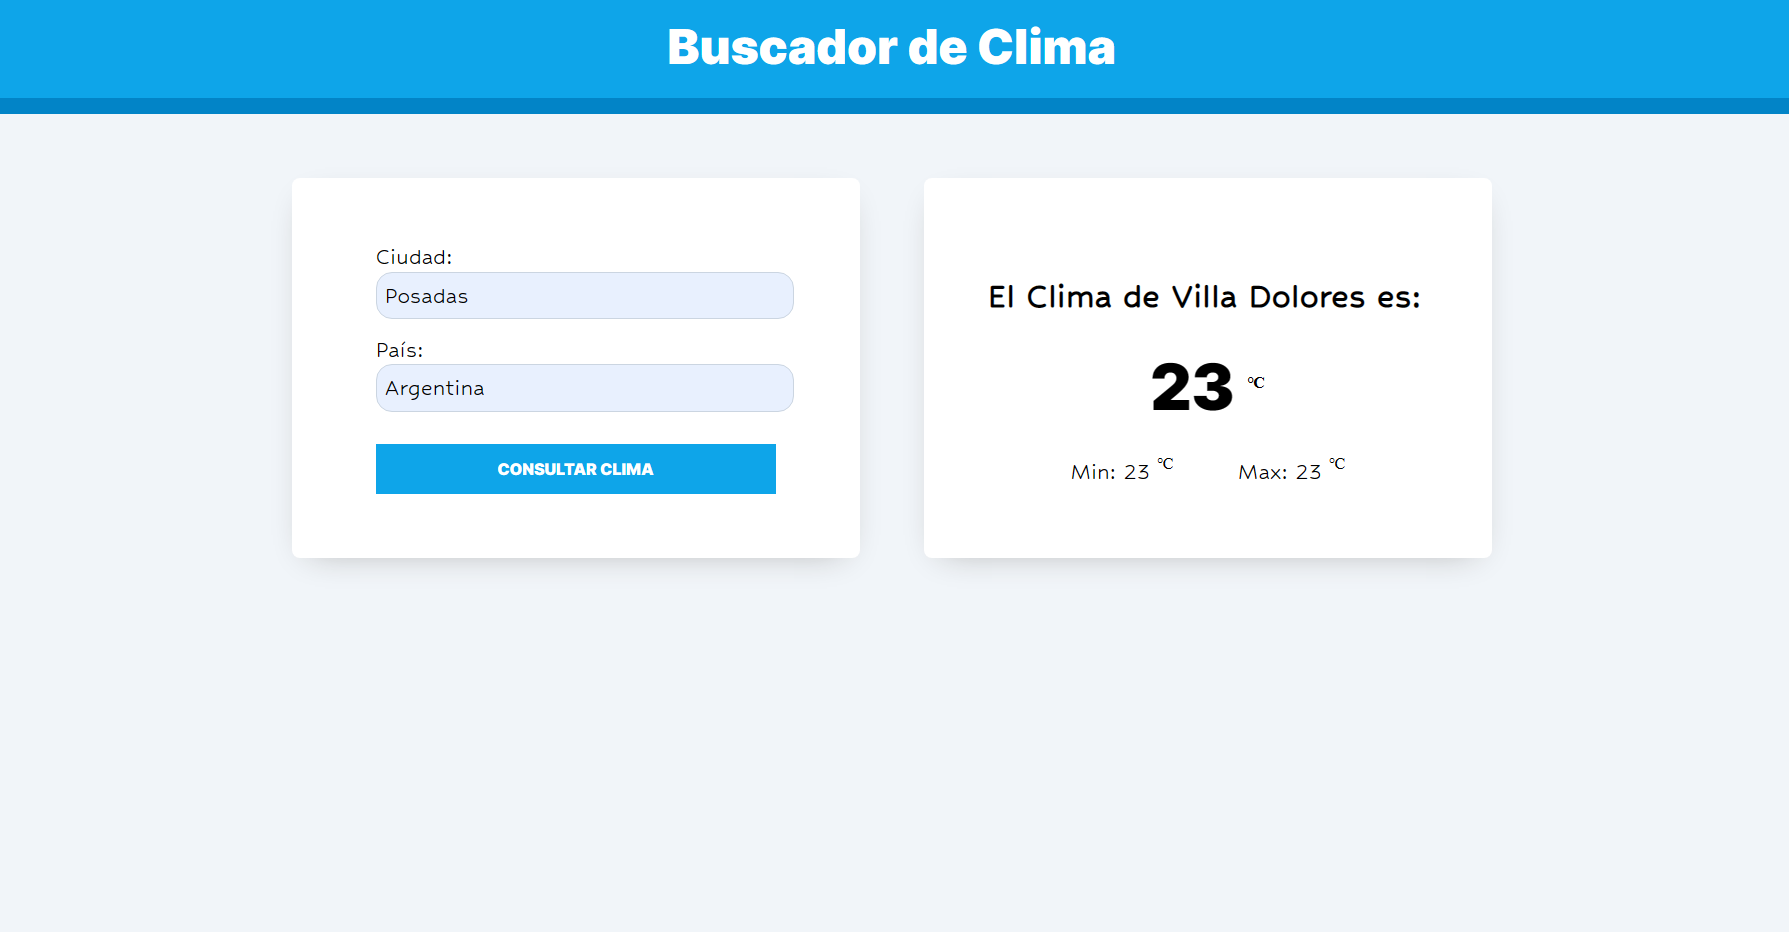 Buscador de Clima
Ciudad:
Posadas
País:
Argentina
CONSULTAR CLIMA
El Clima de Villa Dolores es:
23 ℃
Min: 23 ℃ Max: 23 ℃